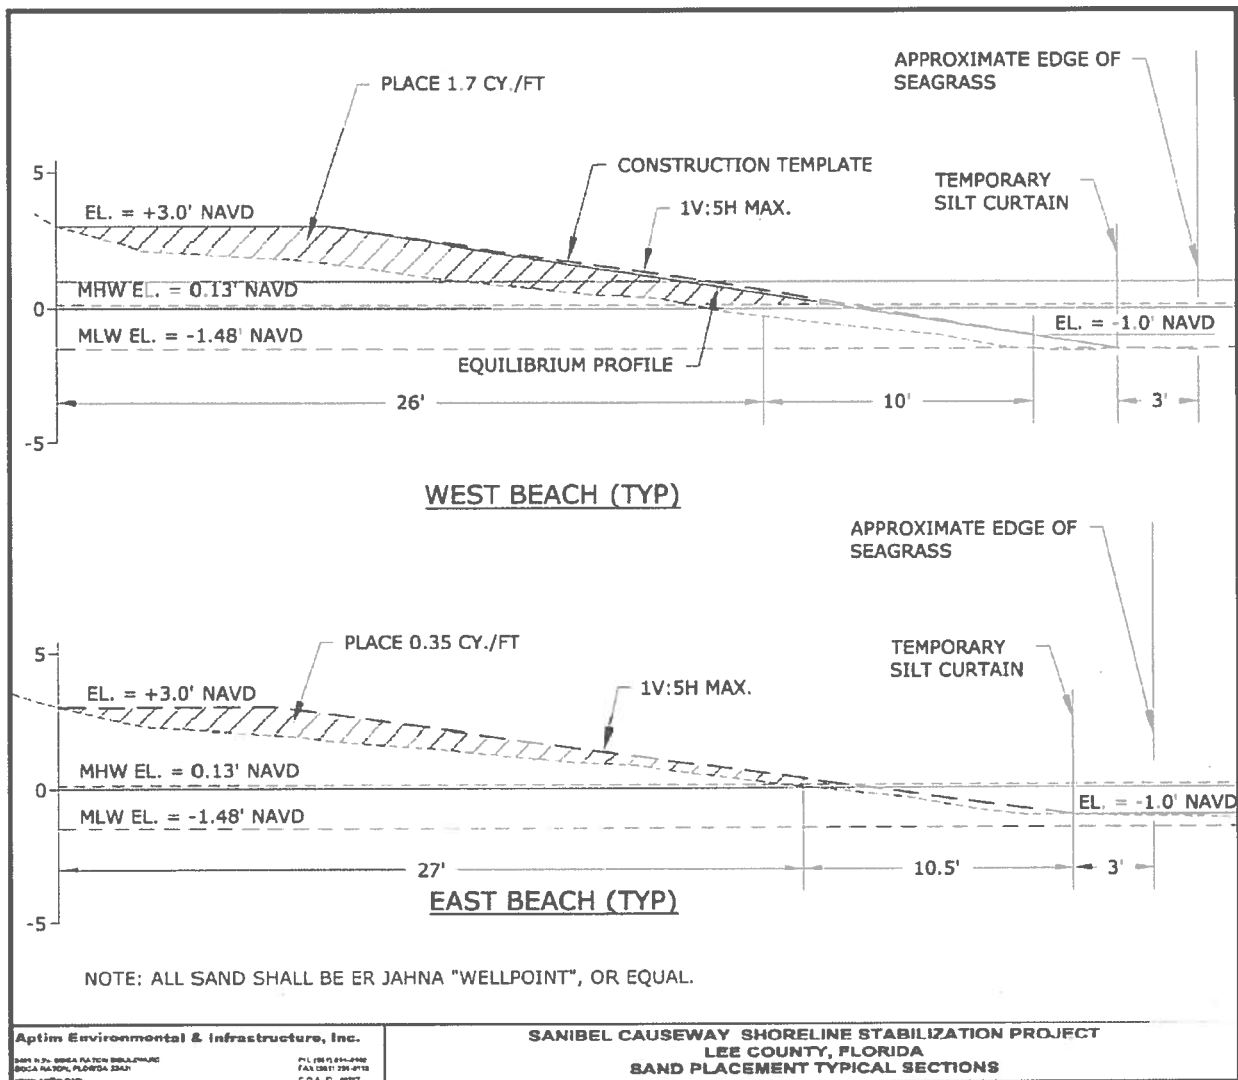 APPROXIMATE EDGE OF
SEAGRASS
PLACE 1.7 CY./FT
CONSTRUCTION TEMPLATE
TEMPORARY
SILT CURTAIN
1V:5H MAX.
5
EL. = +3.0' NAVD
MHW EL. = 0.13' NAVD
0
EL. = -1.0' NAVD
MLW EL. = -1.48' NAVD
EQUILIBRIUM PROFILE
26'
10'
3'
-5
WEST BEACH (TYP)
APPROXIMATE EDGE OF
SEAGRASS
PLACE 0.35 CY./FT
TEMPORARY
SILT CURTAIN
5
1V:5H MAX.
EL. = +3.0' NAVD
MHW EL. = 0.13' NAVD
0
EL. = -1.0' NAVD
MLW EL. = -1.48' NAVD
27'
10.5'
3'
EAST BEACH (TYP)
-5
NOTE: ALL SAND SHALL BE ER JAHNA "WELLPOINT", OR EQUAL.
Aptim Environmental & Infrastructure, Inc.
BOCA RATON, FLORIDA
SANIBEL CAUSEWAY SHORELINE STABILIZATION PROJECT
LEE COUNTY, FLORIDA
SAND PLACEMENT TYPICAL SECTIONS